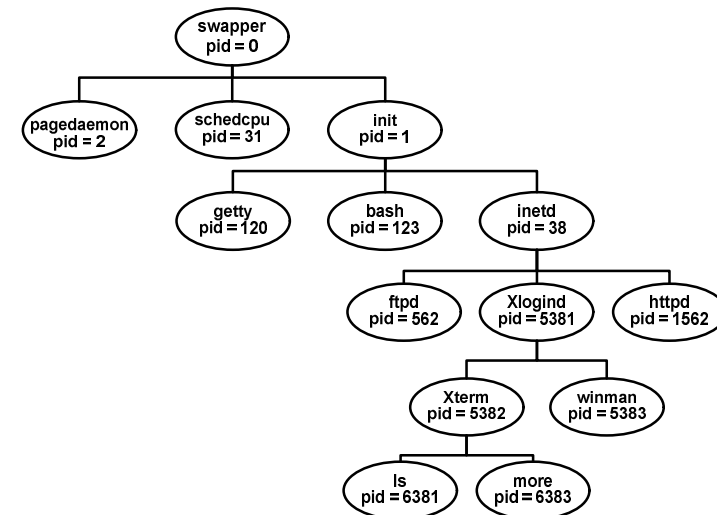 swapper
pid = 0
pagedaemon
pid = 2
schedcpu
pid = 31
init
pid = 1
getty
pid = 120
bash
pid = 123
inetd
pid = 38
ftpd
pid = 562
Xlogind
pid = 5381
httpd
pid = 1562
Xterm
pid = 5382
winman
pid = 5383
ls
pid = 6381
more
pid = 6383